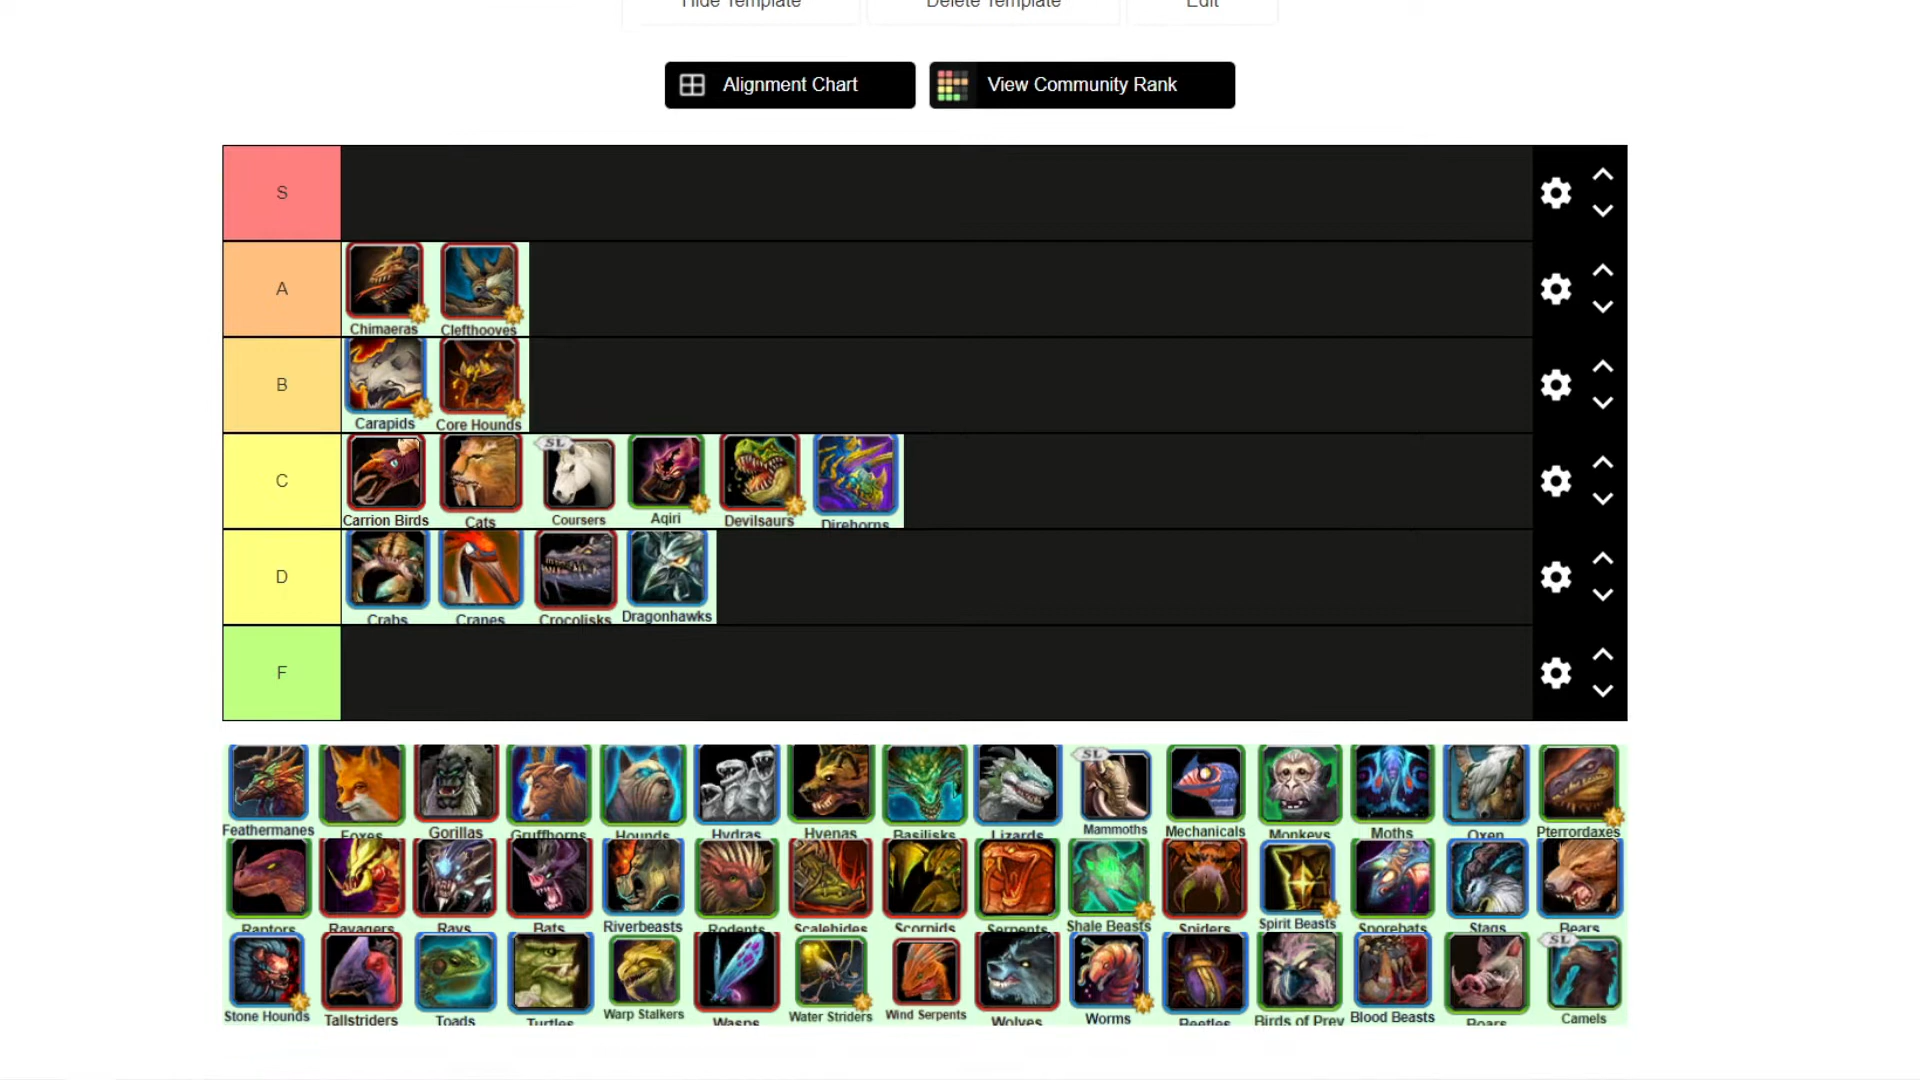 Hide Template Delete Template Edit
Alignment Chart View Community Rank
S
A
Chimaeras Clefthooves
B
Carapids Core Hounds
C
SL
Carrion Birds Cats Coursers Aqiri Devilsaurs Direhorns
D
Crabs Cranes Crocolisks Dragonhawks
F
SL
Feathermanes Foxes Gorillas Gruffhorns Hounds Hydras Hyenas Basilisks Lizards Mammoths Mechanicals Monkeys Moths Oxen Pterrordaxes
Raptors Ravagers Rays Bats Riverbeasts Rodents Scalehides Scorpids Serpents Shale Beasts Spiders Spirit Beasts Sporebats Stags Bears
SL
Stone Hounds Tallstriders Toads Turtles Warp Stalkers Wasps Water Striders Wind Serpents Wolves Worms Beetles Birds of Prey Blood Beasts Boars Camels